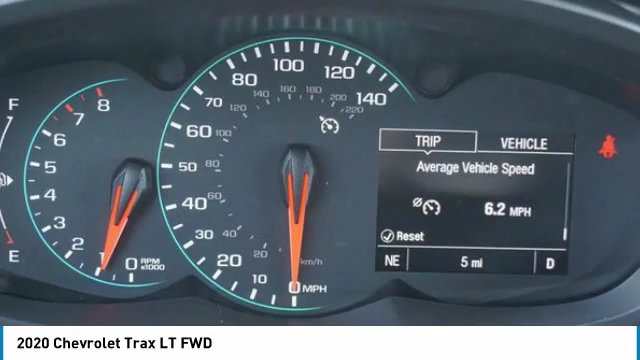 F
E
8
7
6
5
4
3
2
1
0
RPM
x1000
0 MPH
10
20
30
40
50
60
70
80
100
120
140
km/h
20
40
60
80
100
120
140
160
180
200
220
TRIP
VEHICLE
Average Vehicle Speed
6.2 MPH
Reset
NE
5 mi
D
2020 Chevrolet Trax LT FWD